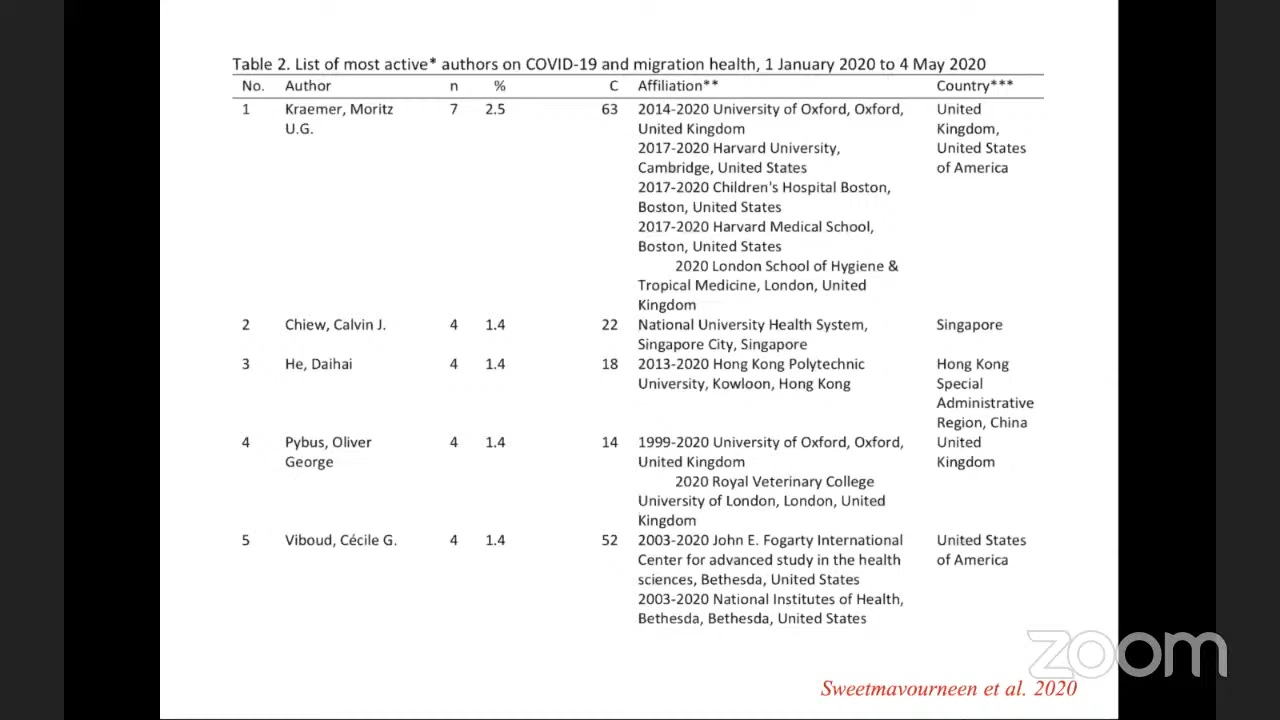 Table 2. List of most active* authors on COVID-19 and migration health, 1 January 2020 to 4 May 2020
No. Author n % C Affiliation** Country***
1 Kraemer, Moritz 7 2.5 63 2014-2020 University of Oxford, Oxford, United
U.G. United Kingdom Kingdom,
2017-2020 Harvard University, United States
Cambridge, United States of America
2017-2020 Children's Hospital Boston,
Boston, United States
2017-2020 Harvard Medical School,
Boston, United States
2020 London School of Hygiene &
Tropical Medicine, London, United
Kingdom
2 Chiew, Calvin J. 4 1.4 22 National University Health System, Singapore
Singapore City, Singapore
3 He, Daihai 4 1.4 18 2013-2020 Hong Kong Polytechnic Hong Kong
University, Kowloon, Hong Kong Special
Administrative
Region, China
4 Pybus, Oliver 4 1.4 14 1999-2020 University of Oxford, Oxford, United
George United Kingdom Kingdom
2020 Royal Veterinary College
University of London, London, United
Kingdom
5 Viboud, Cécile G. 4 1.4 52 2003-2020 John E. Fogarty International United States
Center for advanced study in the health of America
sciences, Bethesda, United States
2003-2020 National Institutes of Health,
Bethesda, Bethesda, United States
zoom
Sweetmavourneen et al. 2020